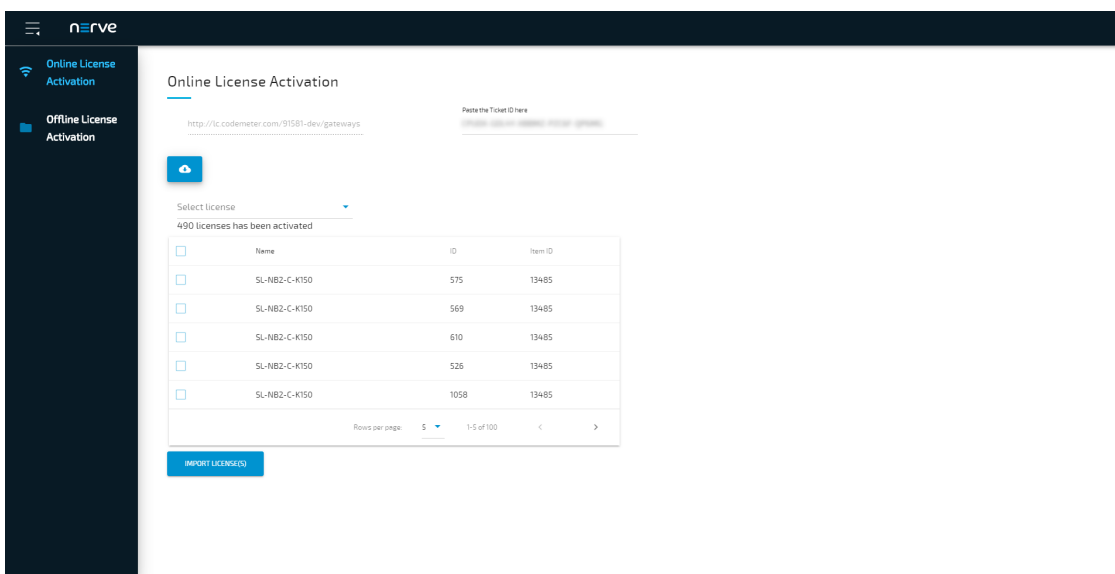 nerve
Online License
Activation
Offline License
Activation
Online License Activation
http://lc.codemeter.com/91581-dev/gateways
Paste the Ticket ID here
Select license
490 licenses has been activated
Name ID Item ID
SL-NB2-C-K150 575 13485
SL-NB2-C-K150 569 13485
SL-NB2-C-K150 610 13485
SL-NB2-C-K150 526 13485
SL-NB2-C-K150 1058 13485
Rows per page: 5 1-5 of 100
IMPORT LICENSE(S)